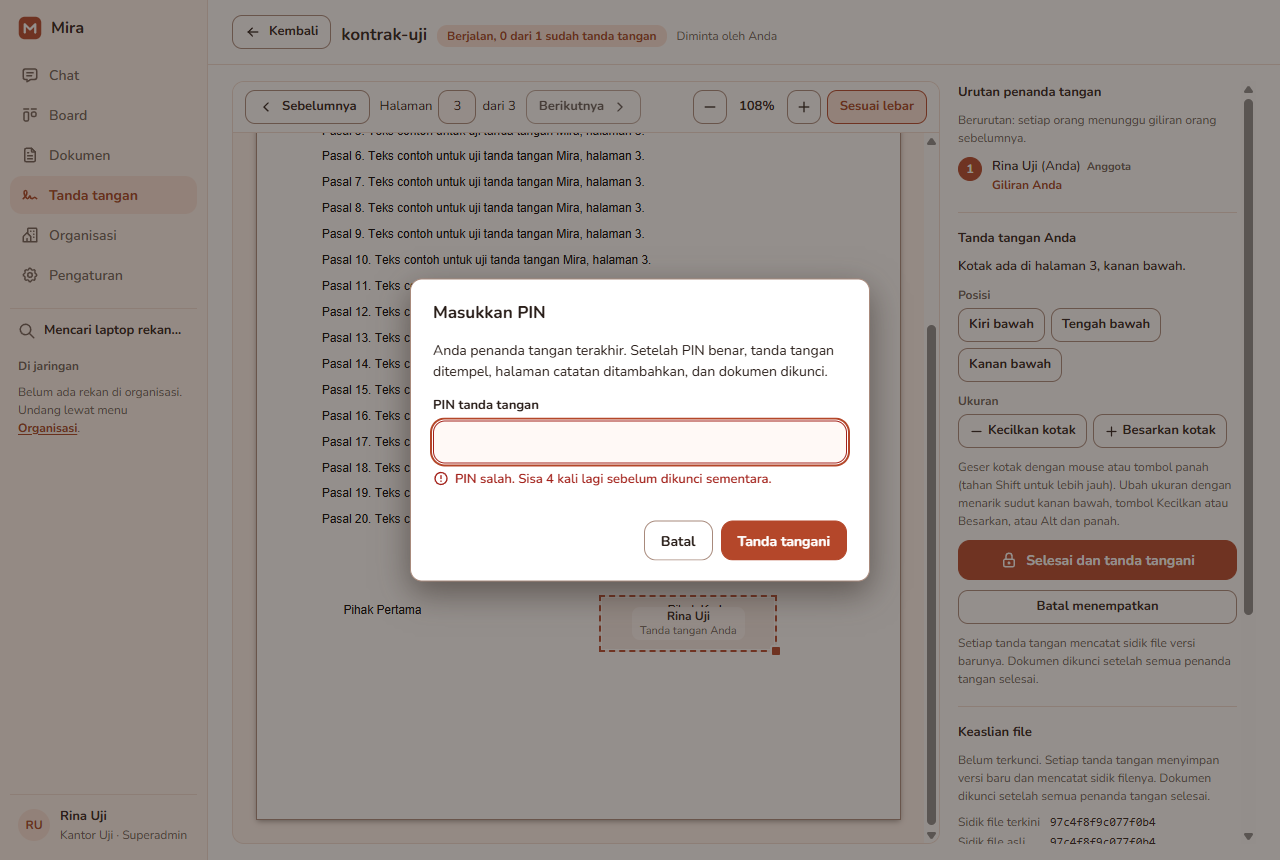 Mira
Chat
Board
Dokumen
Tanda tangan
Organisasi
Pengaturan
Mencari laptop rekan...
Di jaringan
Belum ada rekan di organisasi.
Undang lewat menu
Organisasi.
RU
Rina Uji
Kantor Uji · Superadmin
Kembali
kontrak-uji
Berjalan, 0 dari 1 sudah tanda tangan
Diminta oleh Anda
Sebelumnya
Halaman
3
dari 3
Berikutnya
108%
Sesuai lebar
Pasal 6. Teks contoh untuk uji tanda tangan Mira, halaman 3.
Pasal 7. Teks contoh untuk uji tanda tangan Mira, halaman 3.
Pasal 8. Teks contoh untuk uji tanda tangan Mira, halaman 3.
Pasal 9. Teks contoh untuk uji tanda tangan Mira, halaman 3.
Pasal 10. Teks contoh untuk uji tanda tangan Mira, halaman 3.
Pasal 11. Teks c
Pasal 12. Teks c
Pasal 13. Teks c
Pasal 14. Teks c
Pasal 15. Teks c
Pasal 16. Teks c
Pasal 17. Teks c
Pasal 18. Teks c
Pasal 19. Teks c
Pasal 20. Teks c
Pihak Pertama
Rina Uji
Tanda tangan Anda
Masukkan PIN
Anda penanda tangan terakhir. Setelah PIN benar, tanda tangan
ditempel, halaman catatan ditambahkan, dan dokumen dikunci.
PIN tanda tangan
PIN salah. Sisa 4 kali lagi sebelum dikunci sementara.
Batal
Tanda tangani
Urutan penanda tangan
Berurutan: setiap orang menunggu giliran orang
sebelumnya.
1
Rina Uji (Anda) Anggota
Giliran Anda
Tanda tangan Anda
Kotak ada di halaman 3, kanan bawah.
Posisi
Kiri bawah
Tengah bawah
Kanan bawah
Ukuran
Kecilkan kotak
Besarkan kotak
Geser kotak dengan mouse atau tombol panah
(tahan Shift untuk lebih jauh). Ubah ukuran dengan
menarik sudut kanan bawah, tombol Kecilkan atau
Besarkan, atau Alt dan panah.
Selesai dan tanda tangani
Batal menempatkan
Setiap tanda tangan mencatat sidik file versi
barunya. Dokumen dikunci setelah semua penanda
tangan selesai.
Keaslian file
Belum terkunci. Setiap tanda tangan menyimpan
versi baru dan mencatat sidik filenya. Dokumen
dikunci setelah semua penanda tangan selesai.
Sidik file terkini 97c4f8f9c077f0b4
Sidik file asli 97c4f8f9c077f0b4